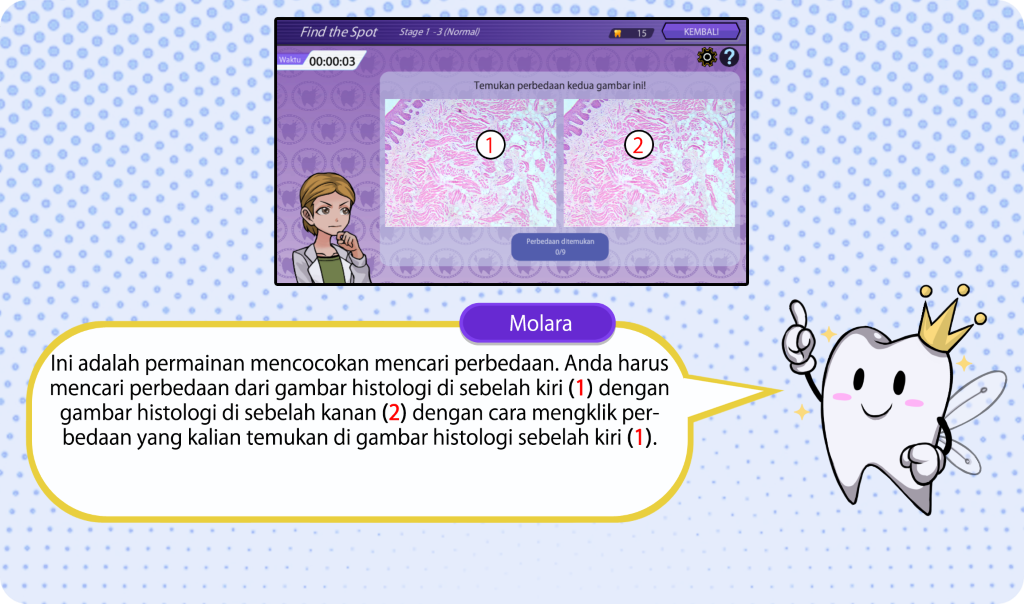 Find the Spot
Stage 1 - 3 (Normal)
15
KEMBALI
Waktu
00:00:03
?
Temukan perbedaan kedua gambar ini!
1
2
Perbedaan ditemukan
0/9
Molara
Ini adalah permainan mencocokan mencari perbedaan. Anda harus
mencari perbedaan dari gambar histologi di sebelah kiri (1) dengan
gambar histologi di sebelah kanan (2) dengan cara mengklik per-
bedaan yang kalian temukan di gambar histologi sebelah kiri (1).